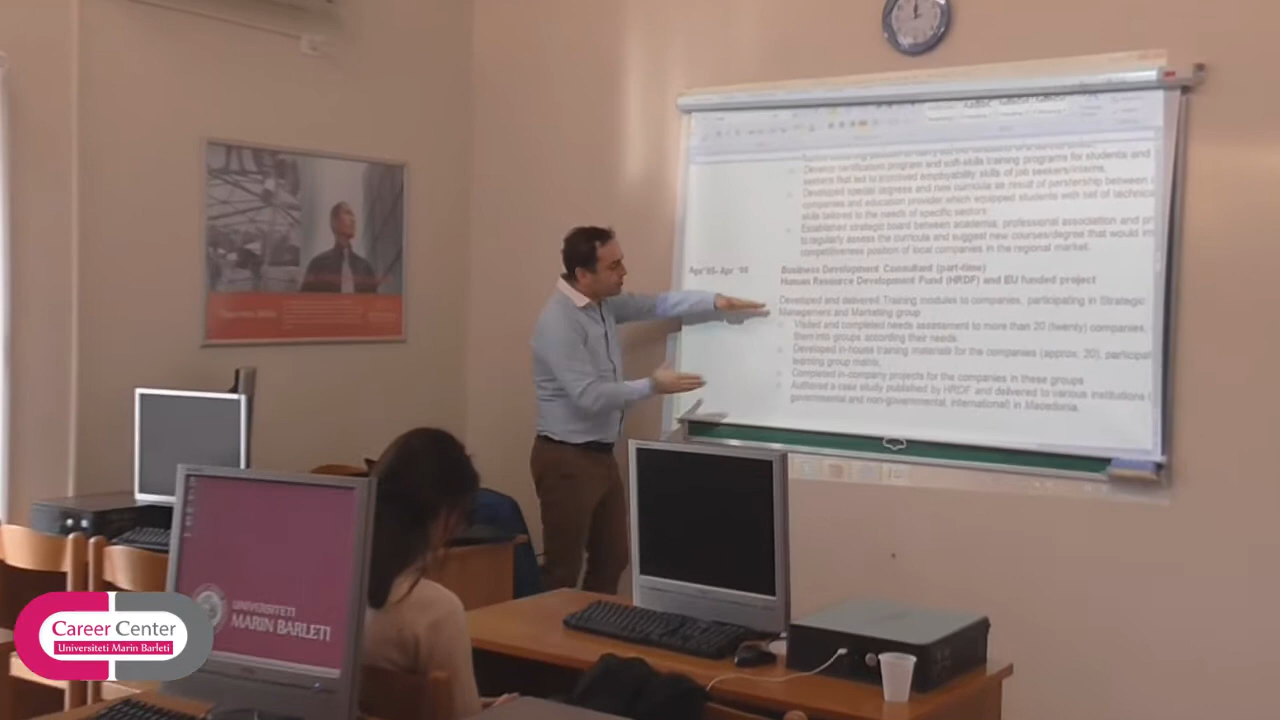 Develop certification program and soft-skills training programs for students and
seekers that led to improved employability skills of job seekers/interns.
Developed special degrees and new curricula as result of partership between
companies and education provider which equipped students with set of technical
skills tailored to the needs of specific sectors
Established strategic board between academia, professional association and
to regularly assess the curricula and suggest new courses/degree that would
competitiveness position of local companies in the regional market.
Business Development Consultant (part-time)
Human Resource Development Fund (HRDF) and EU funded project
Developed and delivered Training modules to companies, participating in Strategic
Management and Marketing group
Visited and completed needs assessment to more than 20 (twenty) companies,
them into groups according their needs.
Developed in-house training materials for the companies (approx. 20),
learning group matrix.
Completed in-company projects for the companies in these groups
Authored a case study published by HRDF and delivered to various institutions
governmental and non-governmental, international) in Macedonia.
UNIVERSITETI
MARIN BARLETI
Career Center
Universiteti Marin Barleti